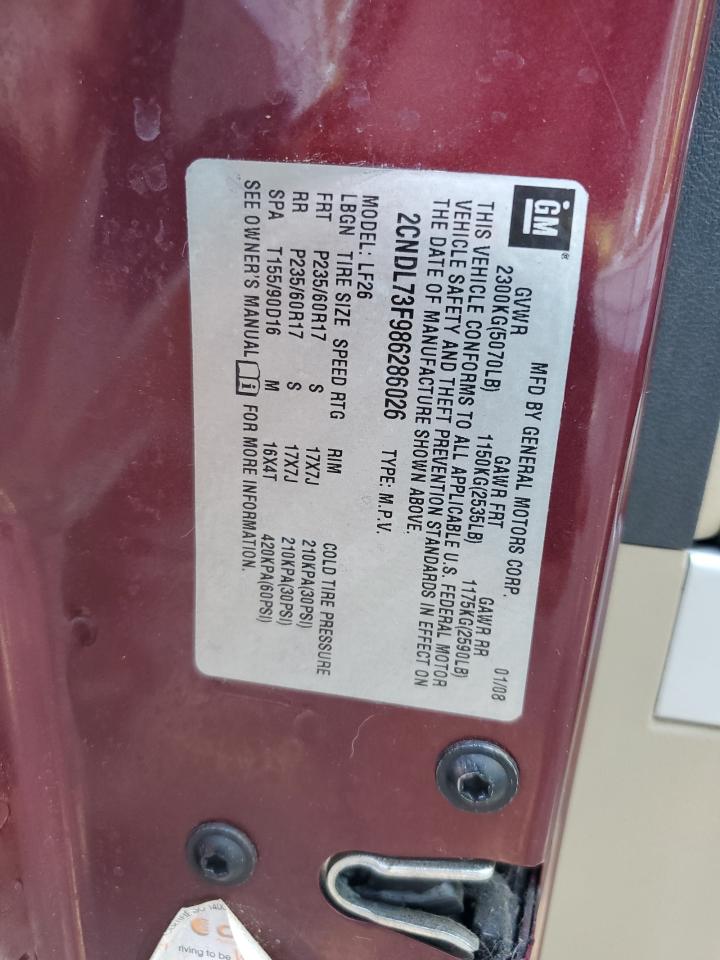 GM®
MFD BY GENERAL MOTORS CORP. 01/08
GVWR GAWR FRT GAWR RR
2300KG(5070LB) 1150KG(2535LB) 1175KG(2590LB)
THIS VEHICLE CONFORMS TO ALL APPLICABLE U.S. FEDERAL MOTOR
VEHICLE SAFETY AND THEFT PREVENTION STANDARDS IN EFFECT ON
THE DATE OF MANUFACTURE SHOWN ABOVE.
2CNDL73F986286026 TYPE: M.P.V.
MODEL: LF26
LBGN TIRE SIZE SPEED RTG RIM COLD TIRE PRESSURE
FRT P235/60R17 S 17X7J 210KPA(30PSI)
RR P235/60R17 S 17X7J 210KPA(30PSI)
SPA T155/90D16 M 16X4T 420KPA(60PSI)
SEE OWNER'S MANUAL FOR MORE INFORMATION.
riving to be